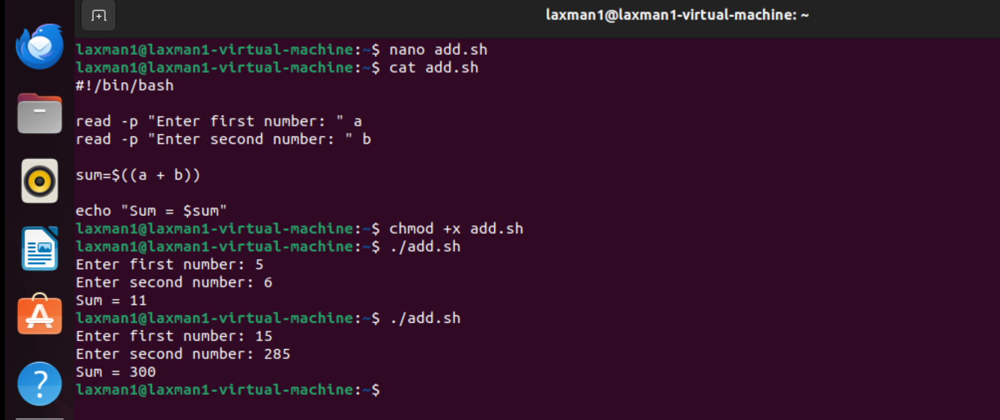 laxman1@laxman1-virtual-machine: ~
laxman1@laxman1-virtual-machine:~$ nano add.sh
laxman1@laxman1-virtual-machine:~$ cat add.sh
#!/bin/bash
read -p "Enter first number: " a
read -p "Enter second number: " b
sum=$((a + b))
echo "Sum = $sum"
laxman1@laxman1-virtual-machine:~$ chmod +x add.sh
laxman1@laxman1-virtual-machine:~$ ./add.sh
Enter first number: 5
Enter second number: 6
Sum = 11
laxman1@laxman1-virtual-machine:~$ ./add.sh
Enter first number: 15
Enter second number: 285
Sum = 300
laxman1@laxman1-virtual-machine:~$